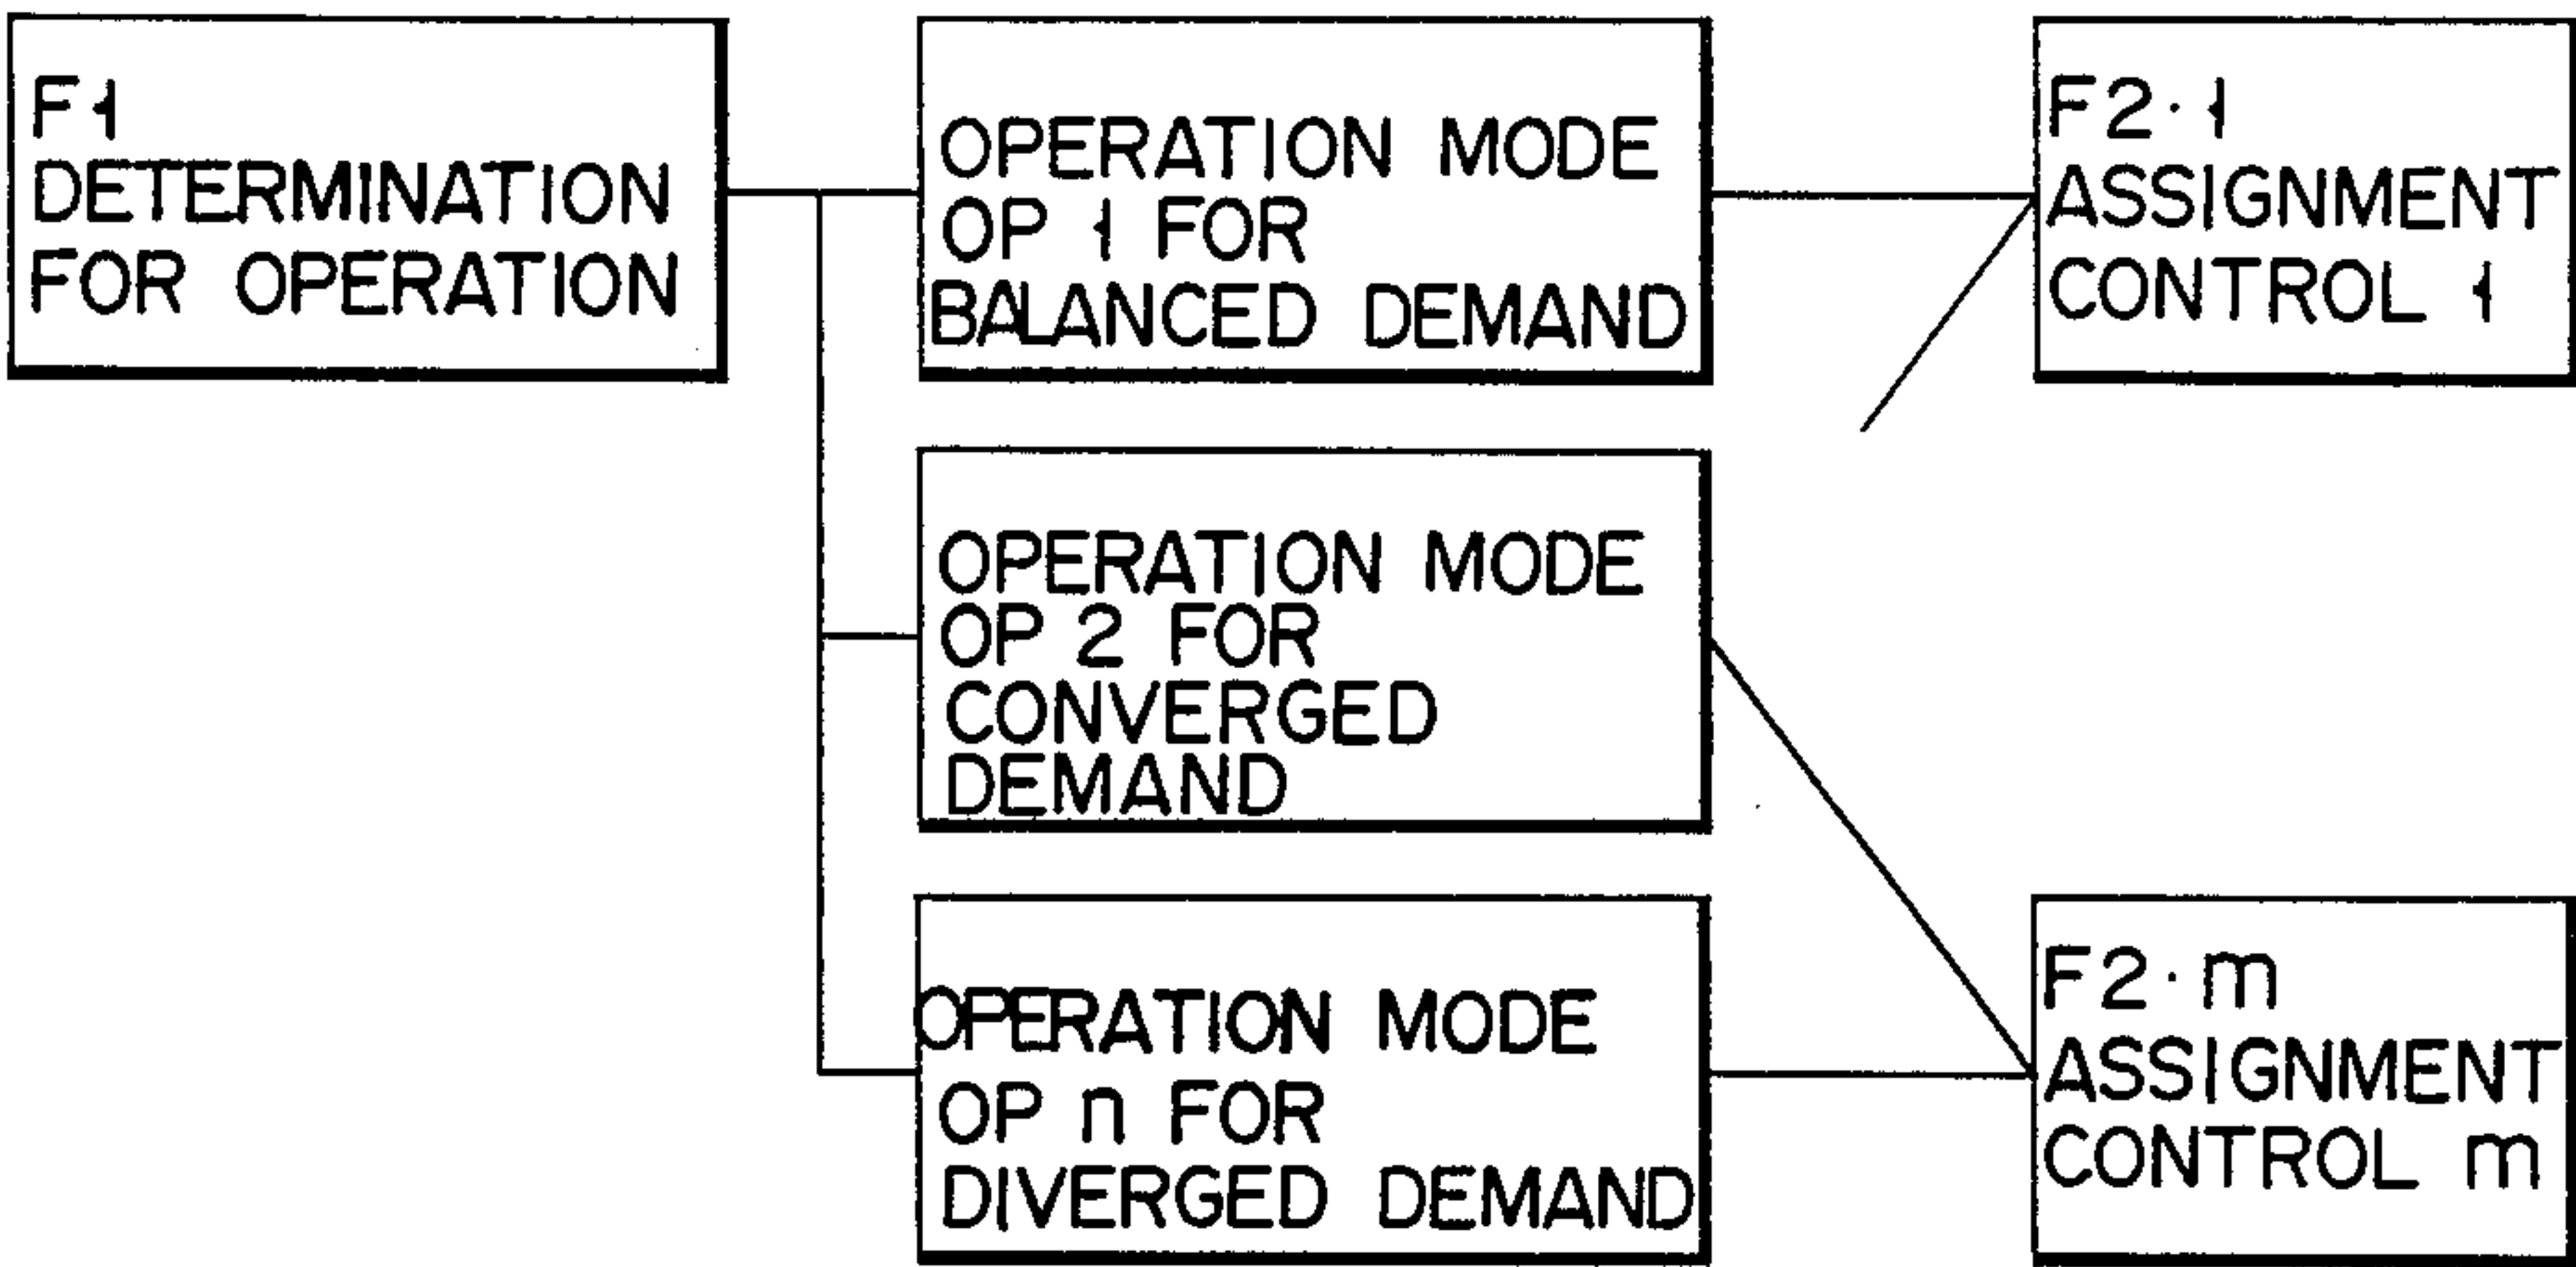 F1
DETERMINATION
FOR OPERATION
OPERATION MODE
OP 1 FOR
BALANCED DEMAND
F2·1
ASSIGNMENT
CONTROL 1
OPERATION MODE
OP 2 FOR
CONVERGED
DEMAND
OPERATION MODE
OP n FOR
DIVERGED DEMAND
F2·m
ASSIGNMENT
CONTROL m